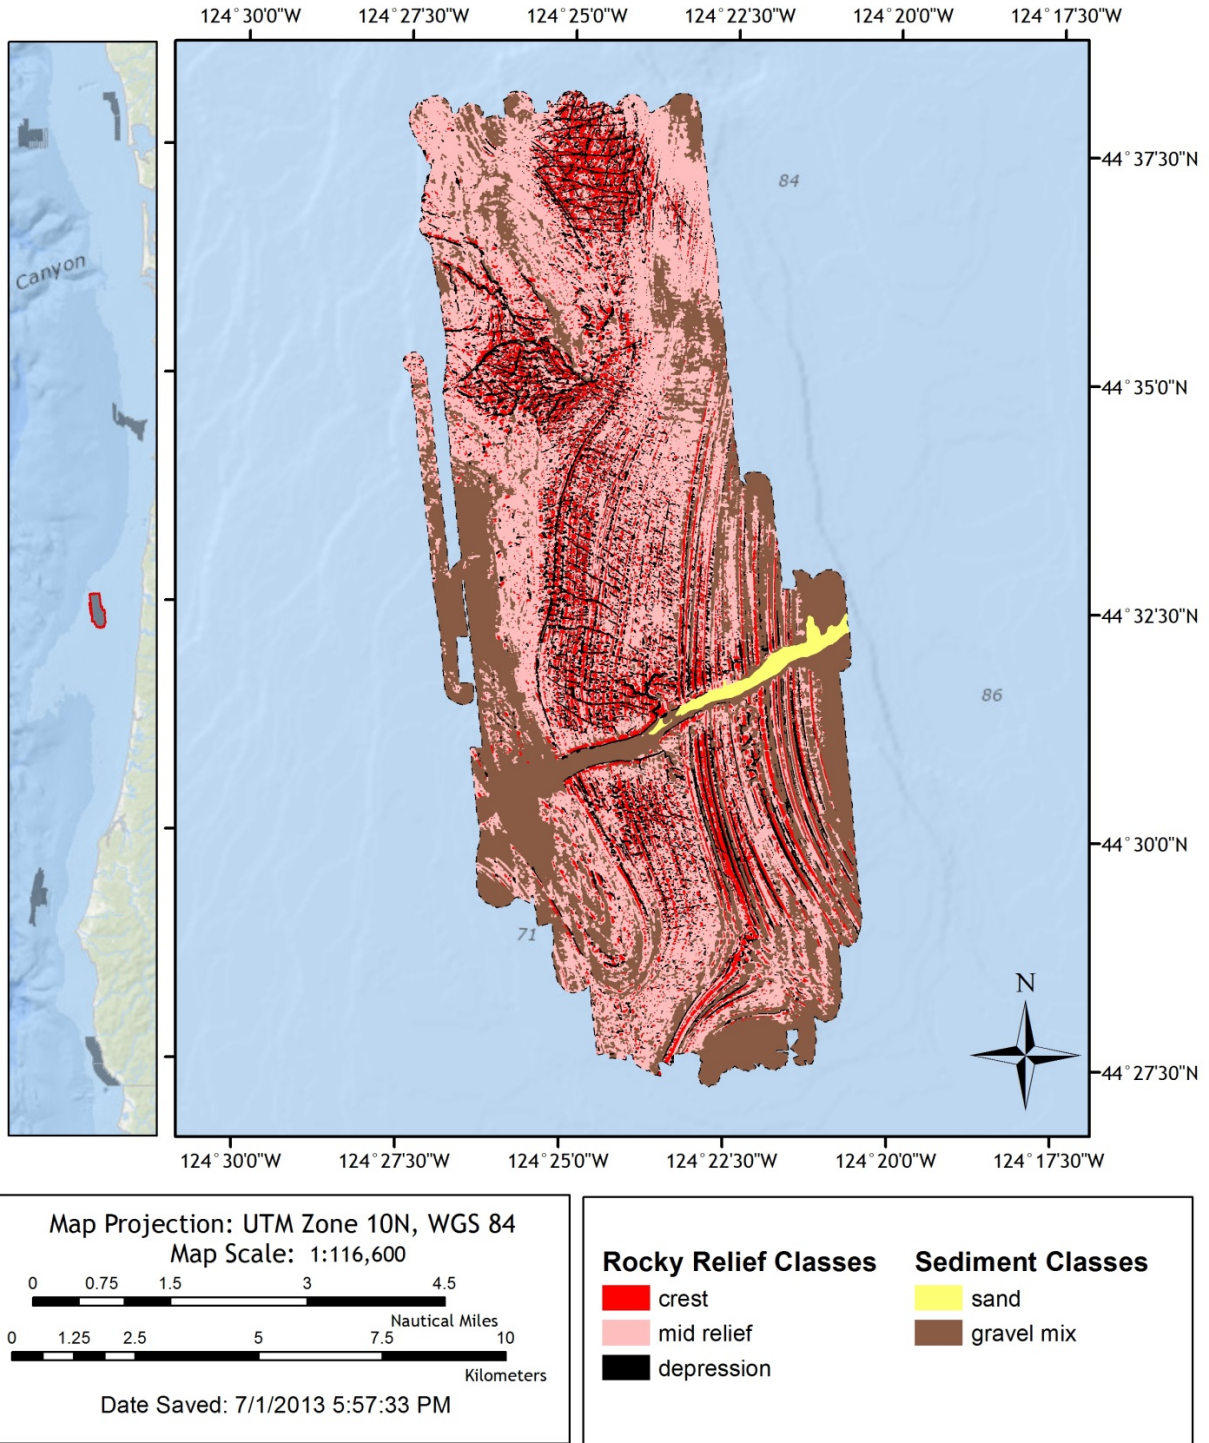 124°30'0"W 124°27'30"W 124°25'0"W 124°22'30"W 124°20'0"W 124°17'30"W
44°37'30"N
84
Canyon
44°35'0"N
44°32'30"N
86
44°30'0"N
71
N
44°27'30"N
124°30'0"W 124°27'30"W 124°25'0"W 124°22'30"W 124°20'0"W 124°17'30"W
Map Projection: UTM Zone 10N, WGS 84
Map Scale: 1:116,600
0 0.75 1.5 3 4.5
Nautical Miles
0 1.25 2.5 5 7.5 10
Kilometers
Date Saved: 7/1/2013 5:57:33 PM
Rocky Relief Classes
crest
mid relief
depression
Sediment Classes
sand
gravel mix